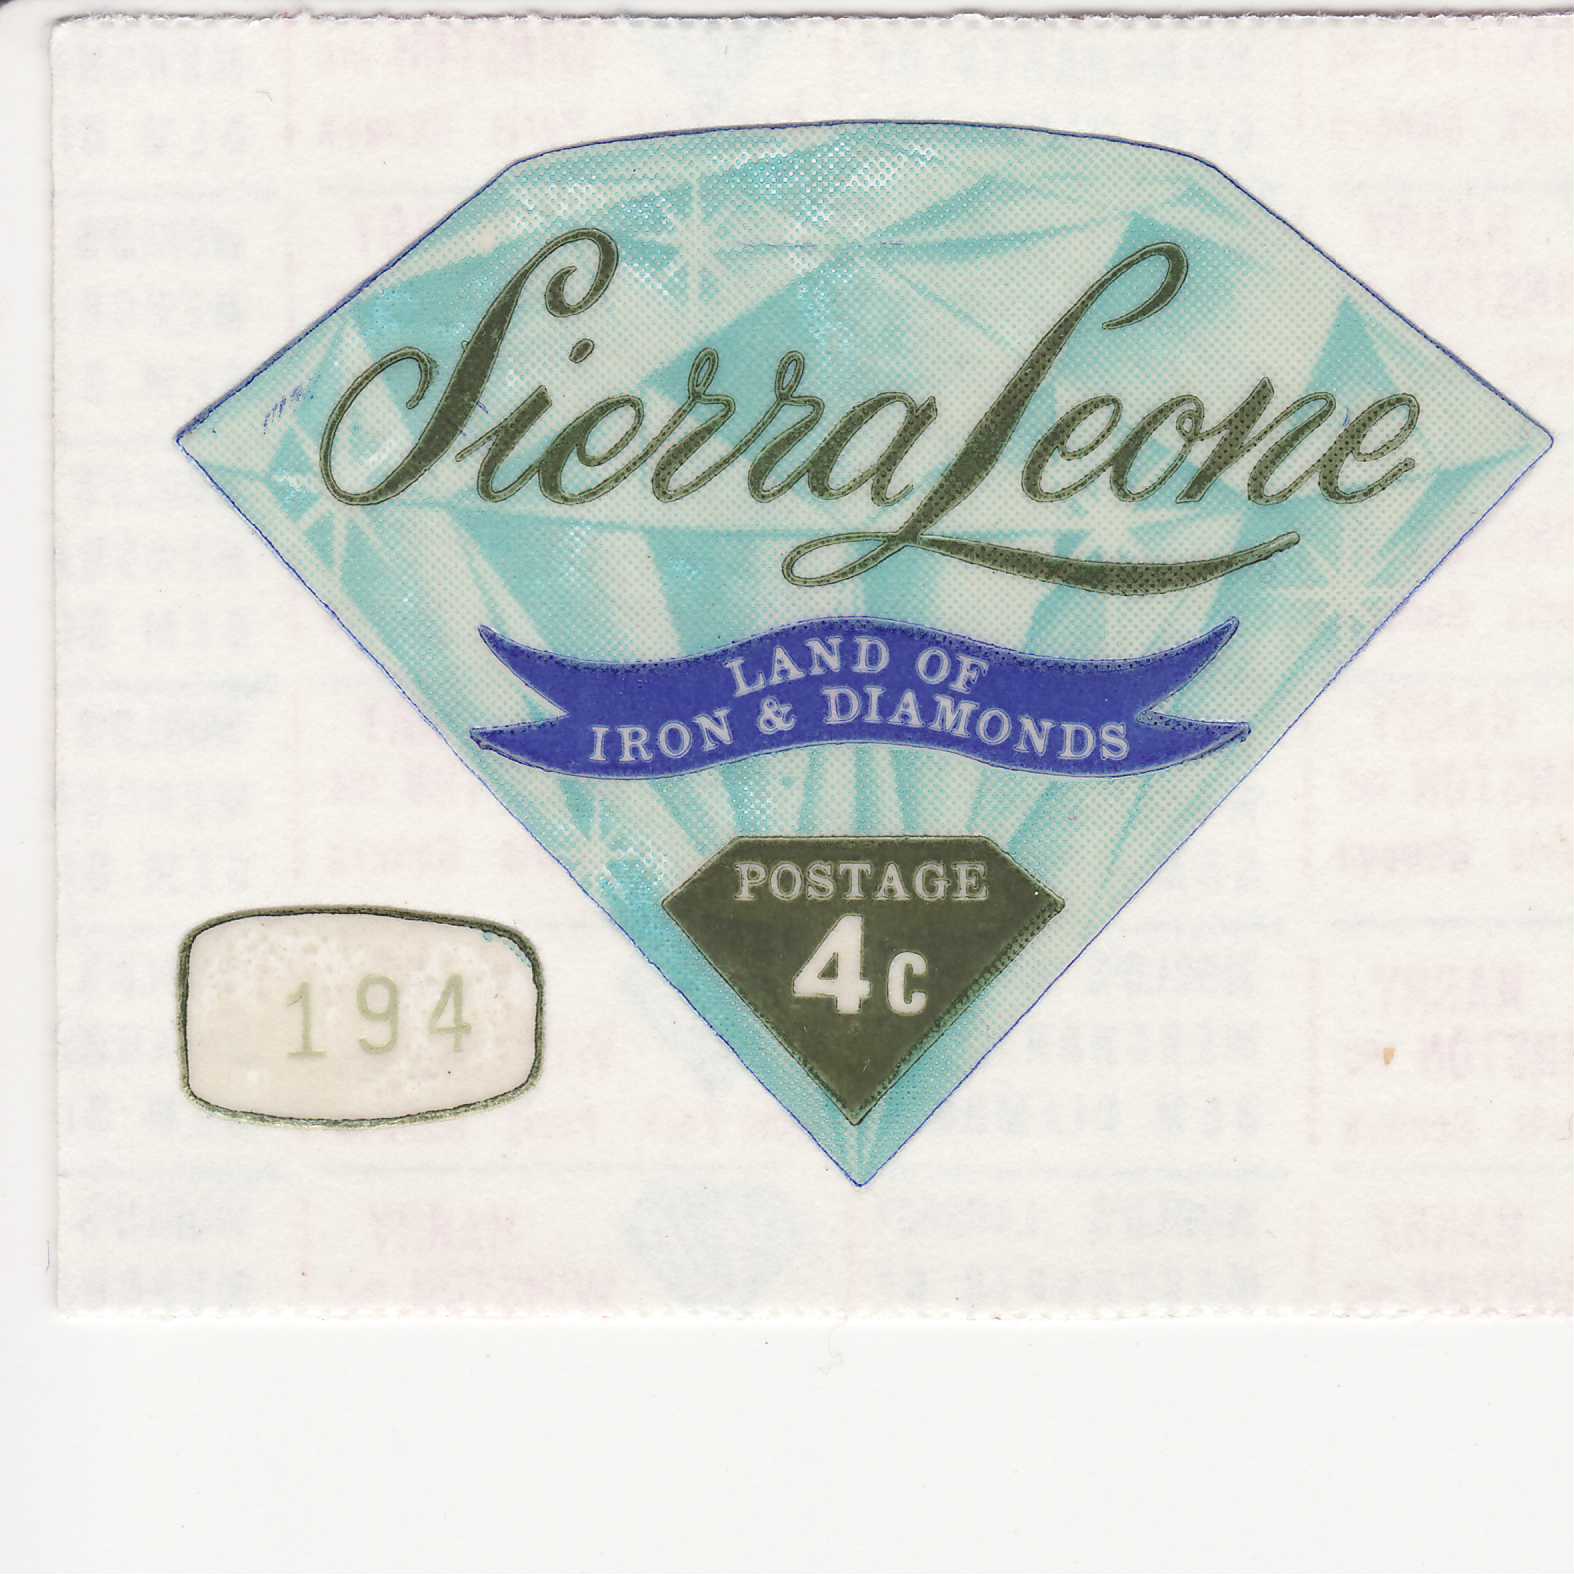 Sierra Leone
LAND OF
IRON & DIAMONDS
POSTAGE
4c
194